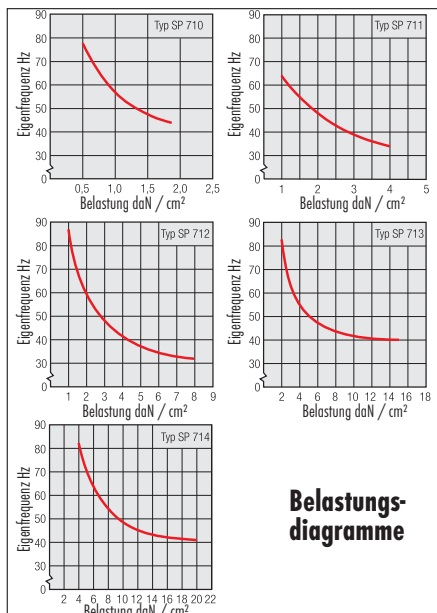 Typ SP 710
Eigenfrequenz Hz
90
80
70
60
50
40
30
0
0,5 1,0 1,5 2,0 2,5
Belastung daN / cm²
Typ SP 711
Eigenfrequenz Hz
90
80
70
60
50
40
30
0
1 2 3 4 5
Belastung daN / cm²
Typ SP 712
Eigenfrequenz Hz
90
80
70
60
50
40
30
0
1 2 3 4 5 6 7 8 9
Belastung daN / cm²
Typ SP 713
Eigenfrequenz Hz
90
80
70
60
50
40
30
0
2 4 6 8 10 12 14 16 18
Belastung daN / cm²
Typ SP 714
Eigenfrequenz Hz
90
80
70
60
50
40
30
0
2 4 6 8 10 12 14 16 18 20 22
Belastung daN / cm²
Belastungs-
diagramme